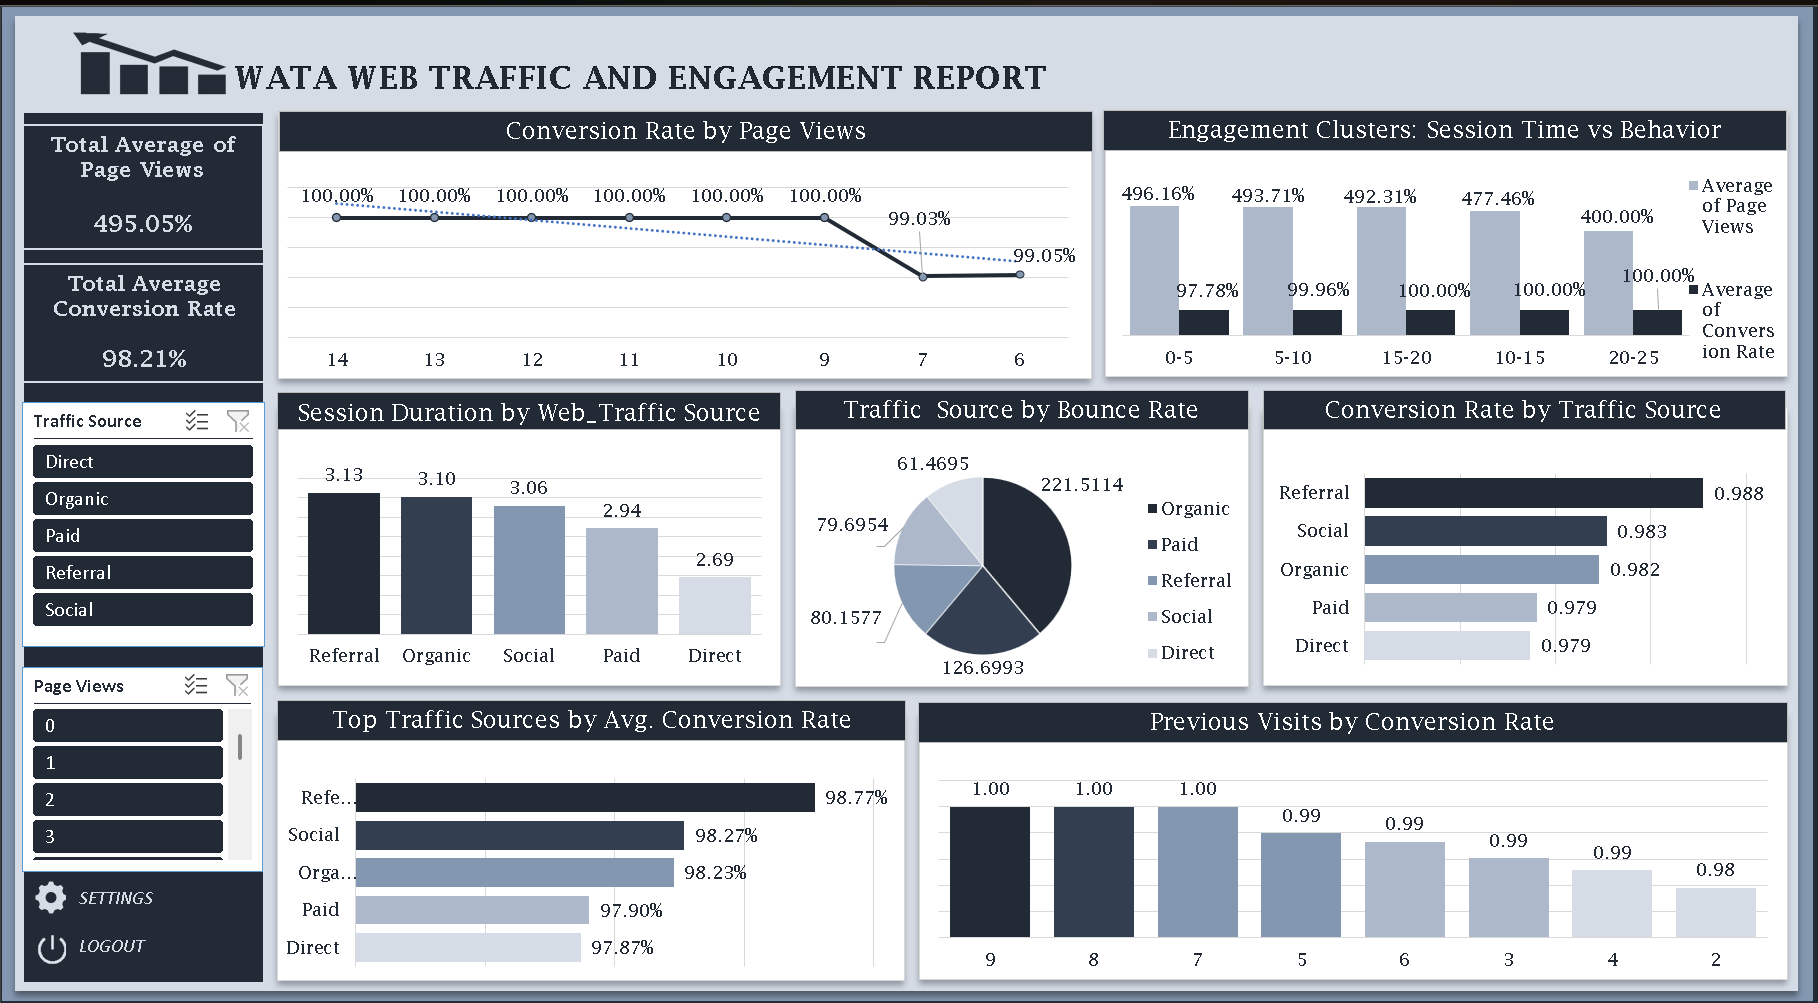 WATA WEB TRAFFIC AND ENGAGEMENT REPORT
Total Average of
Page Views
495.05%
Total Average
Conversion Rate
98.21%
Traffic Source
Direct
Organic
Paid
Referral
Social
Page Views
0
1
2
3
SETTINGS
LOGOUT
Conversion Rate by Page Views
100.00% 100.00% 100.00% 100.00% 100.00% 100.00%
99.03%
99.05%
14 13 12 11 10 9 7 6
Engagement Clusters: Session Time vs Behavior
496.16% 493.71% 492.31% 477.46% 400.00%
97.78% 99.96% 100.00% 100.00% 100.00%
0-5 5-10 15-20 10-15 20-25
Average
of Page
Views
Average
of
Convers
ion Rate
Session Duration by Web_Traffic Source
3.13 3.10 3.06 2.94 2.69
Referral Organic Social Paid Direct
Traffic  Source by Bounce Rate
61.4695
221.5114
79.6954
80.1577
126.6993
Organic
Paid
Referral
Social
Direct
Conversion Rate by Traffic Source
Referral 0.988
Social 0.983
Organic 0.982
Paid 0.979
Direct 0.979
Top Traffic Sources by Avg. Conversion Rate
Refe... 98.77%
Social 98.27%
Orga... 98.23%
Paid 97.90%
Direct 97.87%
Previous Visits by Conversion Rate
1.00 1.00 1.00 0.99 0.99 0.99 0.99 0.98
9 8 7 5 6 3 4 2